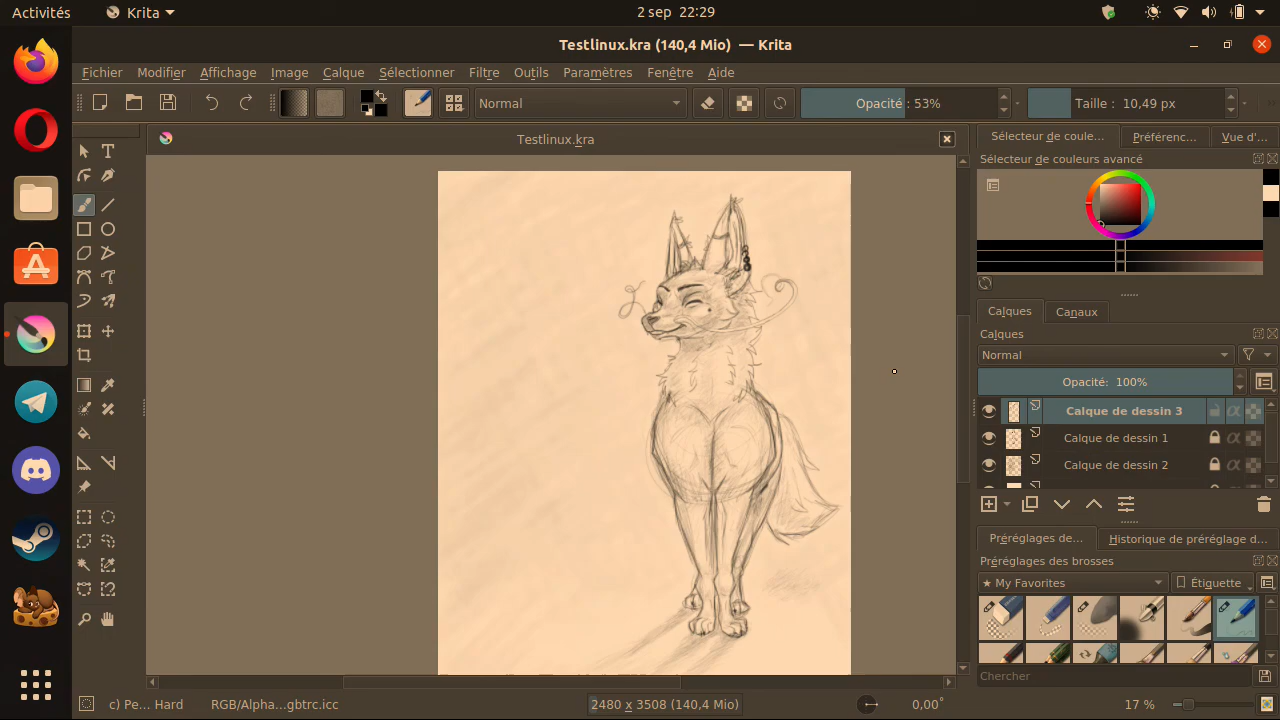 Activités
Krita
2 sep 22:29
Testlinux.kra (140,4 Mio) — Krita
Fichier Modifier Affichage Image Calque Sélectionner Filtre Outils Paramètres Fenêtre Aide
Normal
Opacité : 53%
Taille : 10,49 px
Testlinux.kra
Sélecteur de coule...
Préférenc...
Vue d'...
Sélecteur de couleurs avancé
Calques
Canaux
Calques
Normal
Opacité: 100%
Calque de dessin 3
Calque de dessin 1
Calque de dessin 2
Préréglages de...
Historique de préréglage d...
Préréglages des brosses
★ My Favorites
Étiquette
Chercher
c) Pe... Hard
RGB/Alpha...gbtrc.icc
2480 x 3508 (140,4 Mio)
0,00°
17 %